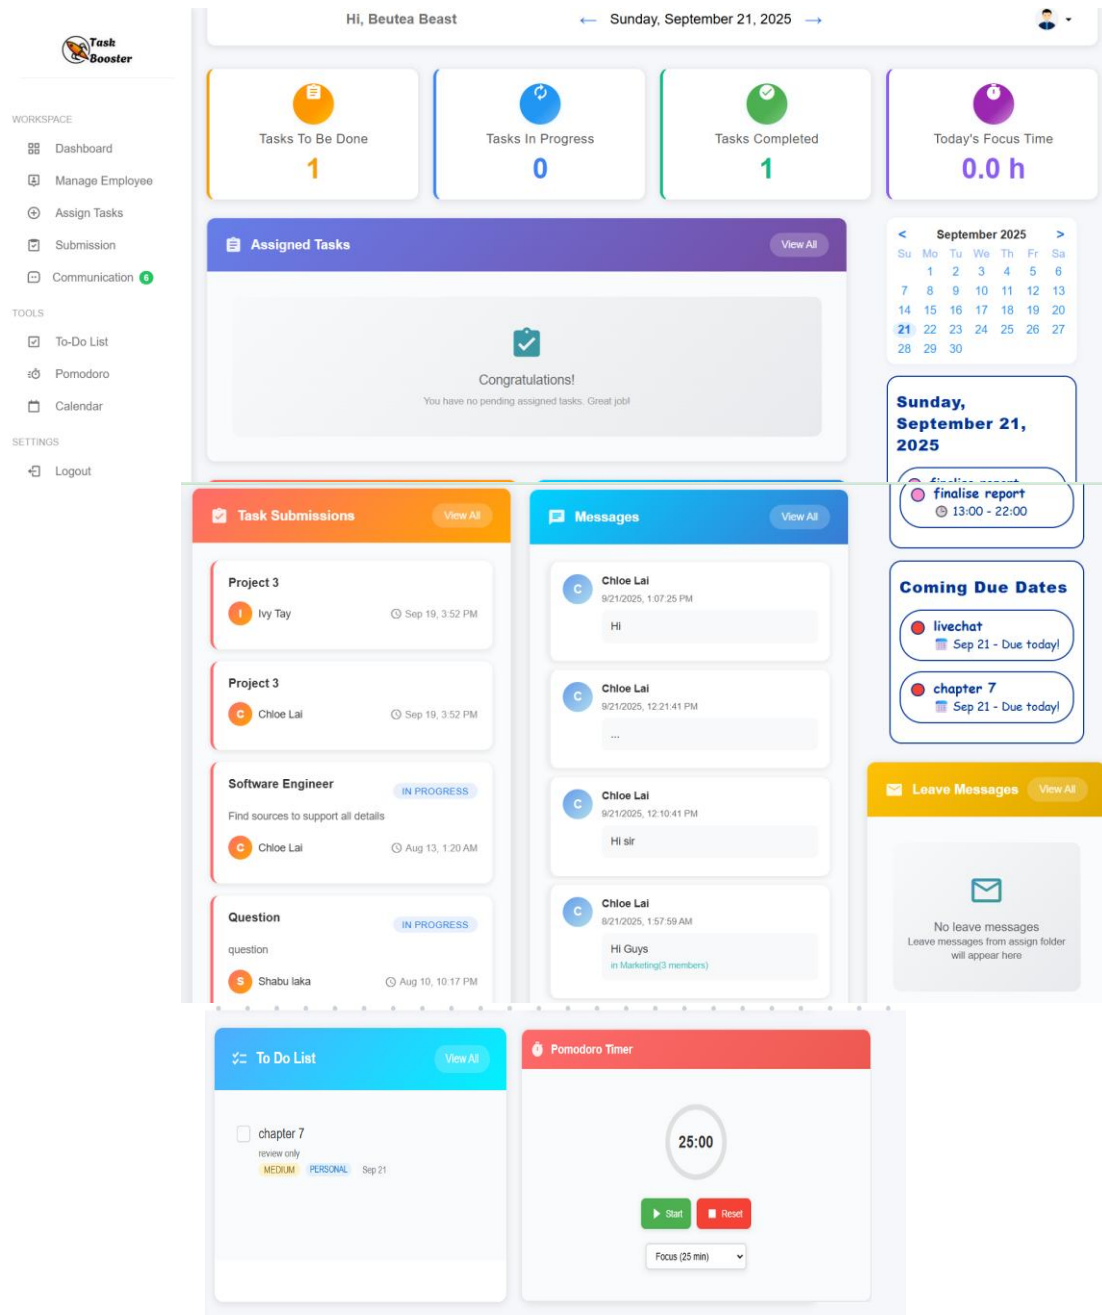 Task
Booster
WORKSPACE
Dashboard
Manage Employee
Assign Tasks
Submission
Communication 6
TOOLS
To-Do List
Pomodoro
Calendar
SETTINGS
Logout
Hi, Beutea Beast
← Sunday, September 21, 2025 →
Tasks To Be Done
1
Tasks In Progress
0
Tasks Completed
1
Today's Focus Time
0.0 h
Assigned Tasks View All
Congratulations!
You have no pending assigned tasks. Great job!
< September 2025 >
Su Mo Tu We Th Fr Sa
1 2 3 4 5 6
7 8 9 10 11 12 13
14 15 16 17 18 19 20
21 22 23 24 25 26 27
28 29 30
Sunday,
September 21,
2025
finalise report
finalise report
13:00 - 22:00
Coming Due Dates
livechat
Sep 21 - Due today!
chapter 7
Sep 21 - Due today!
Task Submissions View All
Project 3
I Ivy Tay Sep 19, 3:52 PM
Project 3
C Chloe Lai Sep 19, 3:52 PM
Software Engineer IN PROGRESS
Find sources to support all details
C Chloe Lai Aug 13, 1:20 AM
Question IN PROGRESS
question
S Shabu laka Aug 10, 10:17 PM
Messages View All
C Chloe Lai
9/21/2025, 1:07:25 PM
Hi
C Chloe Lai
9/21/2025, 12:21:41 PM
...
C Chloe Lai
9/21/2025, 12:10:41 PM
Hi sir
C Chloe Lai
8/21/2025, 1:57:59 AM
Hi Guys
in Marketing(3 members)
Leave Messages View All
No leave messages
Leave messages from assign folder
will appear here
To Do List View All
chapter 7
review only
MEDIUM PERSONAL Sep 21
Pomodoro Timer
25:00
Start Reset
Focus (25 min)